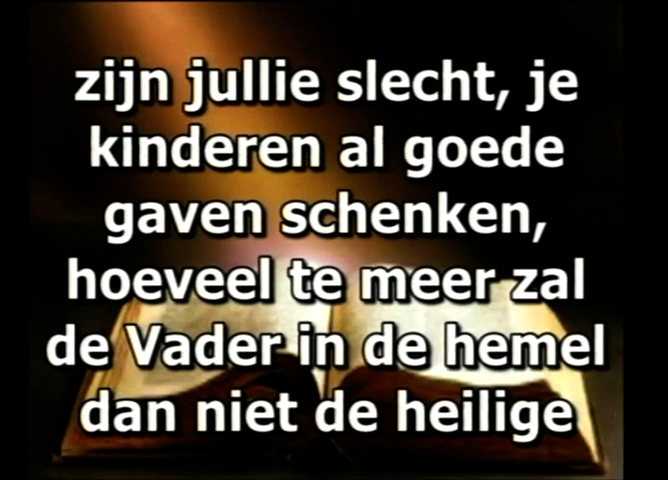 zijn jullie slecht, je
kinderen al goede
gaven schenken,
hoeveel te meer zal
de Vader in de hemel
dan niet de heilige